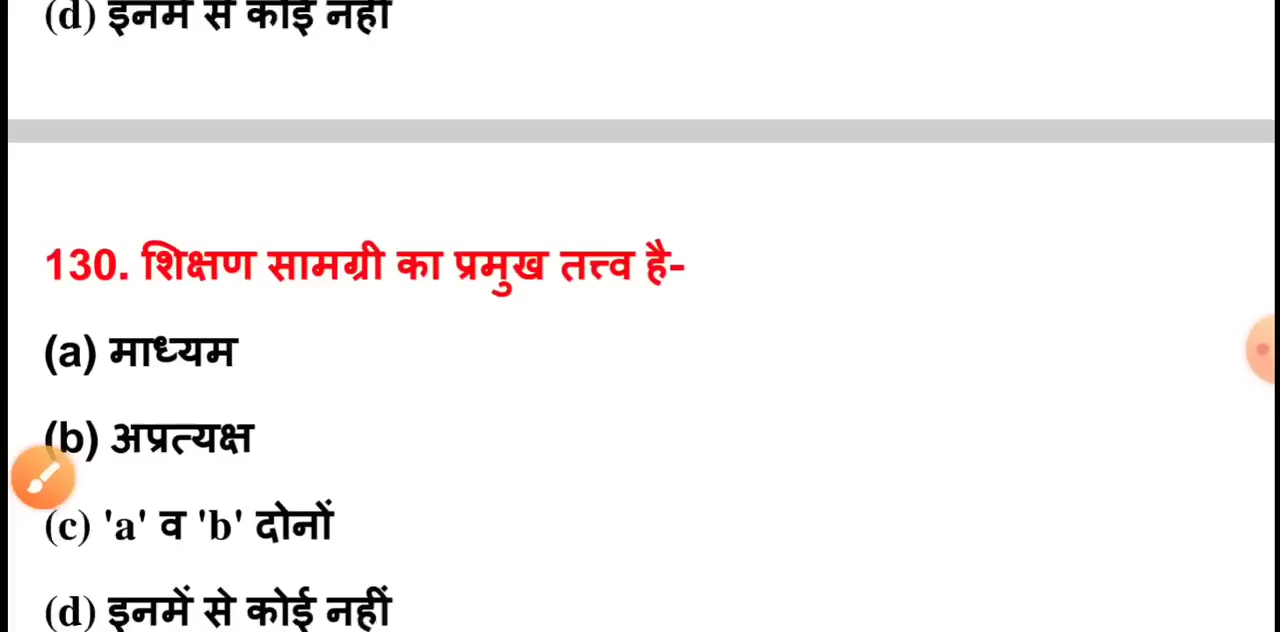 (d) इनमें से कोई नहीं
130. शिक्षण सामग्री का प्रमुख तत्त्व है-
(a) माध्यम
(b) अप्रत्यक्ष
(c) 'a' व 'b' दोनों
(d) इनमें से कोई नहीं